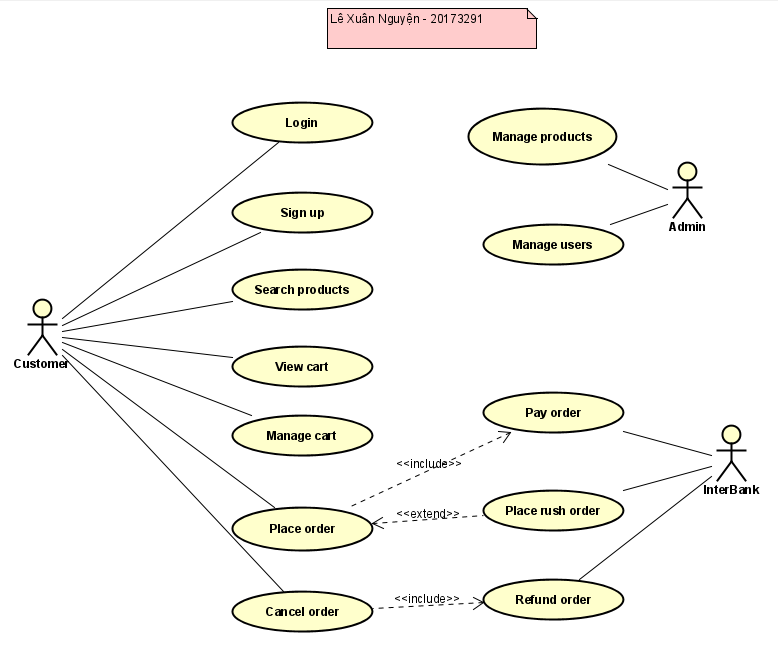 Lê Xuân Nguyện - 20173291
Login
Manage products
Sign up
Admin
Manage users
Search products
Customer
View cart
Pay order
Manage cart
<<include>>
InterBank
Place order
<<extend>>
Place rush order
Cancel order
<<include>>
Refund order